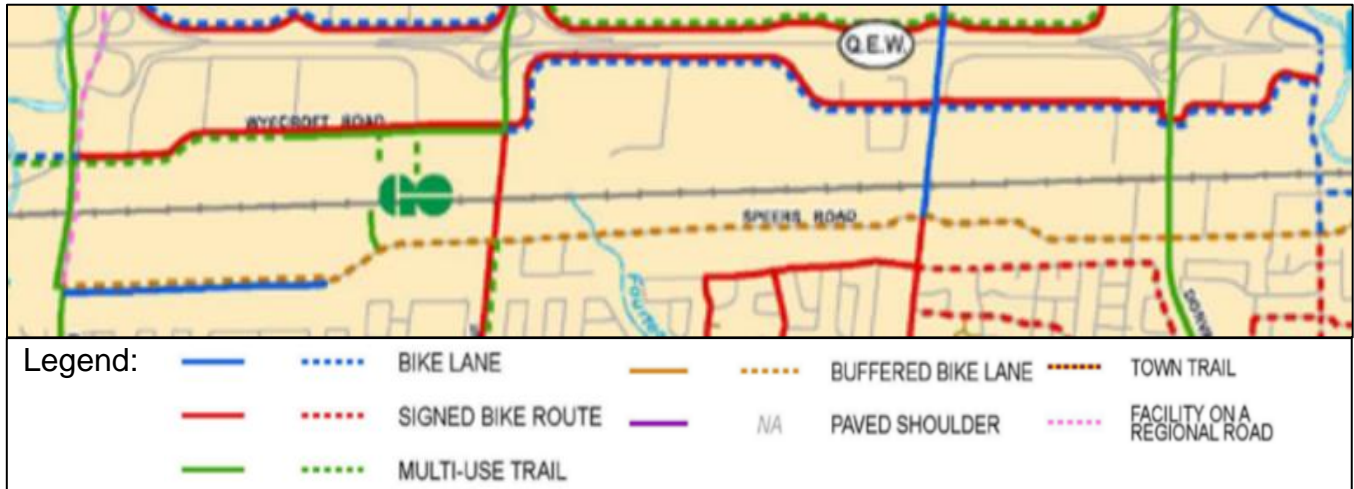 Q.E.W.
WYECROFT ROAD
GO
SPEERS ROAD
Legend:
BIKE LANE
SIGNED BIKE ROUTE
MULTI-USE TRAIL
BUFFERED BIKE LANE
NA
PAVED SHOULDER
TOWN TRAIL
FACILITY ON A
REGIONAL ROAD